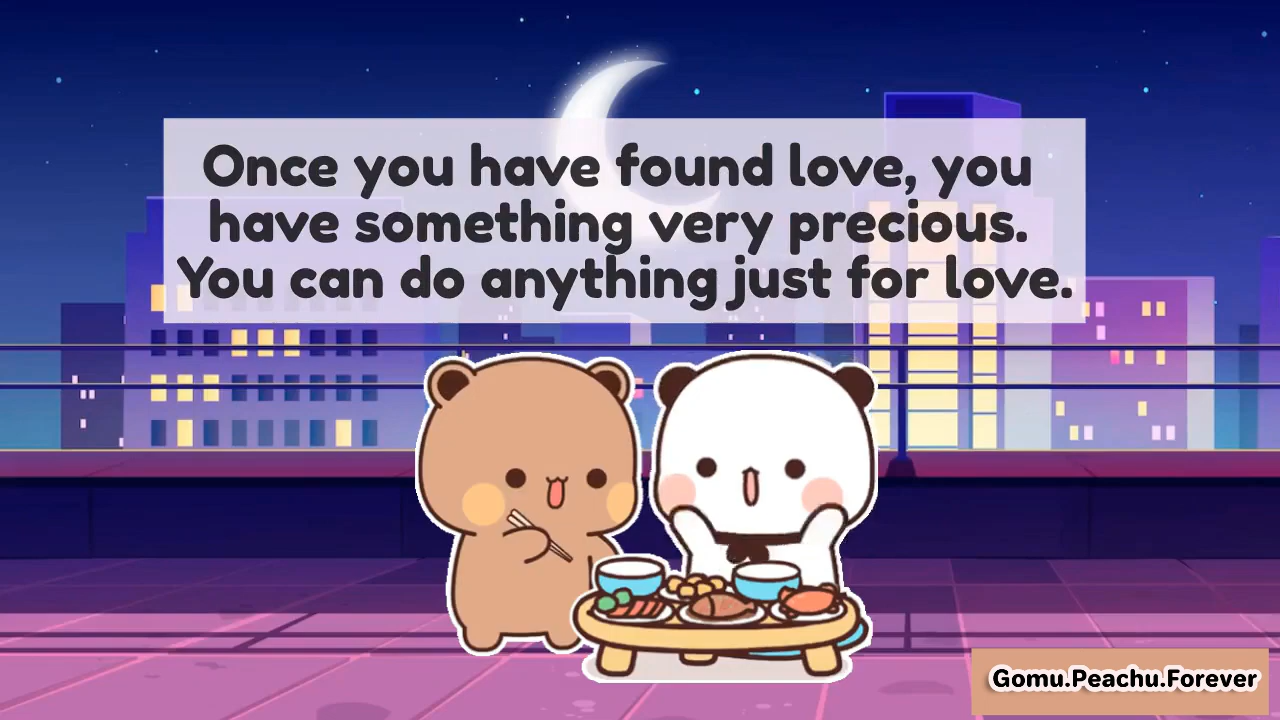 Once you have found love, you
have something very precious.
You can do anything just for love.
Gomu.Peachu.Forever